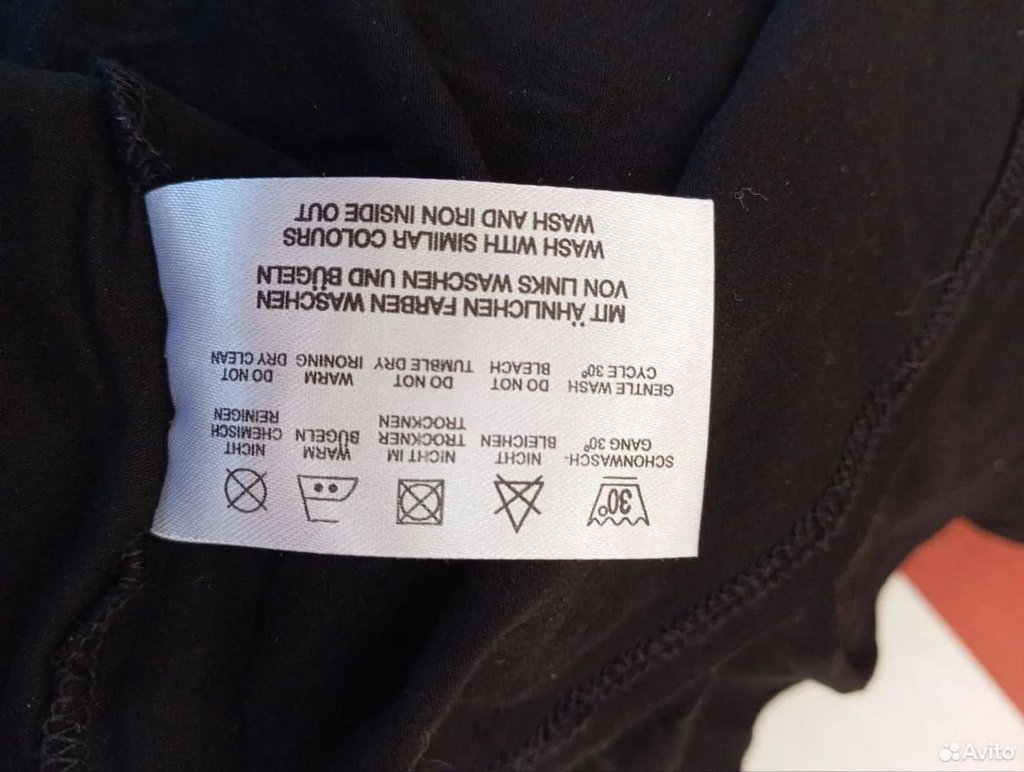 30°
SCHONWASCH-
GANG 30°
NICHT
BLEICHEN
NICHT IM
TROCKNER
TROCKNEN
WARM
BÜGELN
NICHT
CHEMISCH
REINIGEN
GENTLE WASH
CYCLE 30°
DO NOT
BLEACH
DO NOT
TUMBLE DRY
WARM
IRONING
DO NOT
DRY CLEAN
MIT ÄHNLICHEN FARBEN WASCHEN
VON LINKS WASCHEN UND BÜGELN
WASH WITH SIMILAR COLOURS
WASH AND IRON INSIDE OUT
Avito